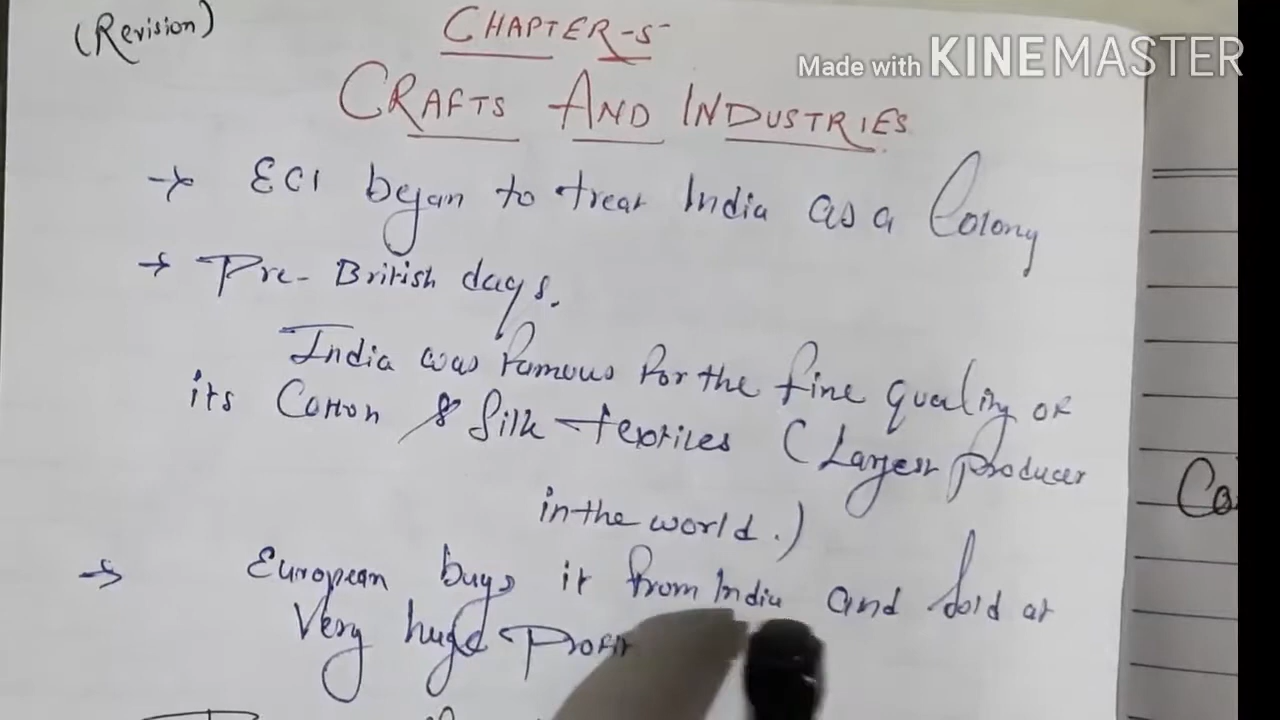 (Revision)
CHAPTER-5
Made with KINEMASTER
CRAFTS AND INDUSTRIES
→ ECI began to treat India as a Colony
→ Pre-British days.
India was famous for the fine quality of
its Cotton & Silk textiles (Largest producer
in the world.)
→ European buys it from India and sold at
Very huge Profit
Co